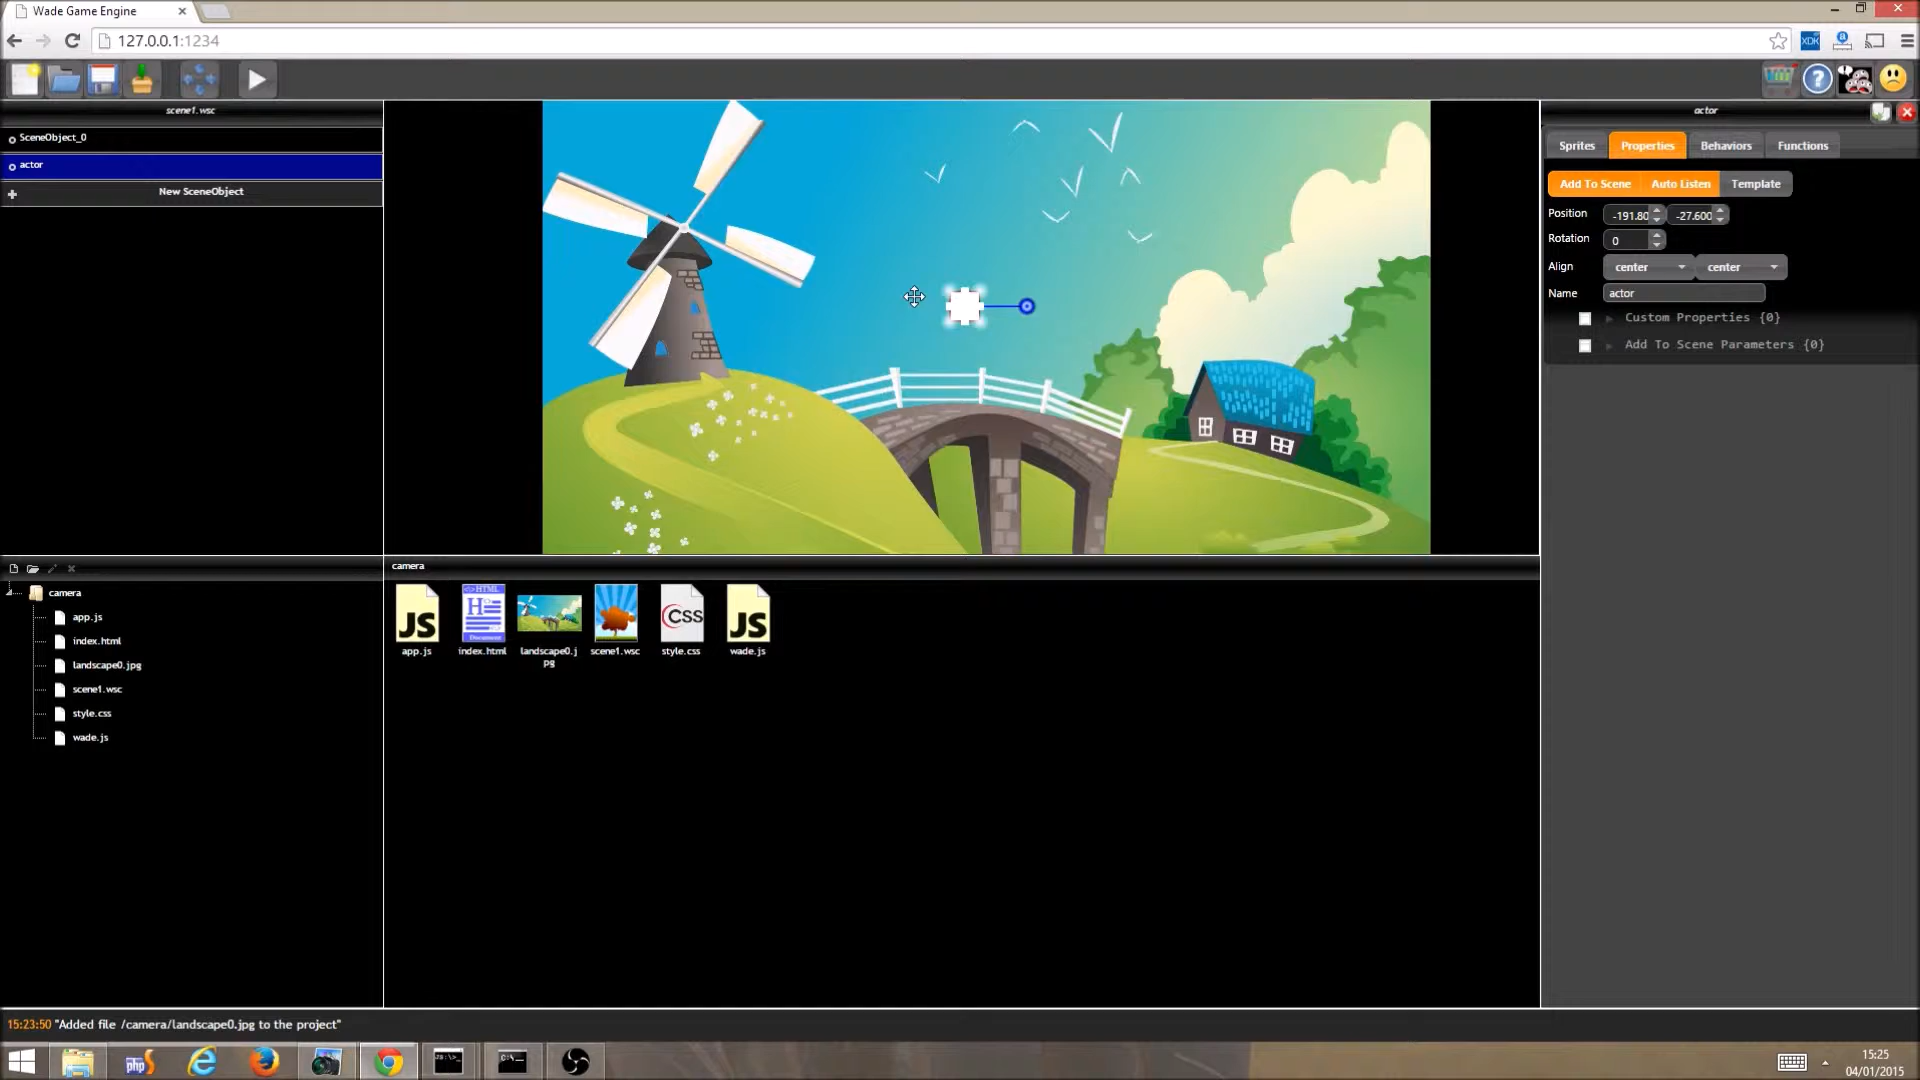 Wade Game Engine
127.0.0.1:1234
XDK
scene1.wsc
SceneObject_0
actor
New SceneObject
actor
Sprites
Properties
Behaviors
Functions
Add To Scene
Auto Listen
Template
Position
-191.80
-27.600
Rotation
0
Align
center
center
Name
actor
Custom Properties {0}
Add To Scene Parameters {0}
camera
app.js
index.html
landscape0.jpg
scene1.wsc
style.css
wade.js
camera
JS
<> HTML
H
Document
CSS
JS
app.js
index.html
landscape0.j
pg
scene1.wsc
style.css
wade.js
15:23:50 "Added file /camera/landscape0.jpg to the project"
php
15:25
04/01/2015